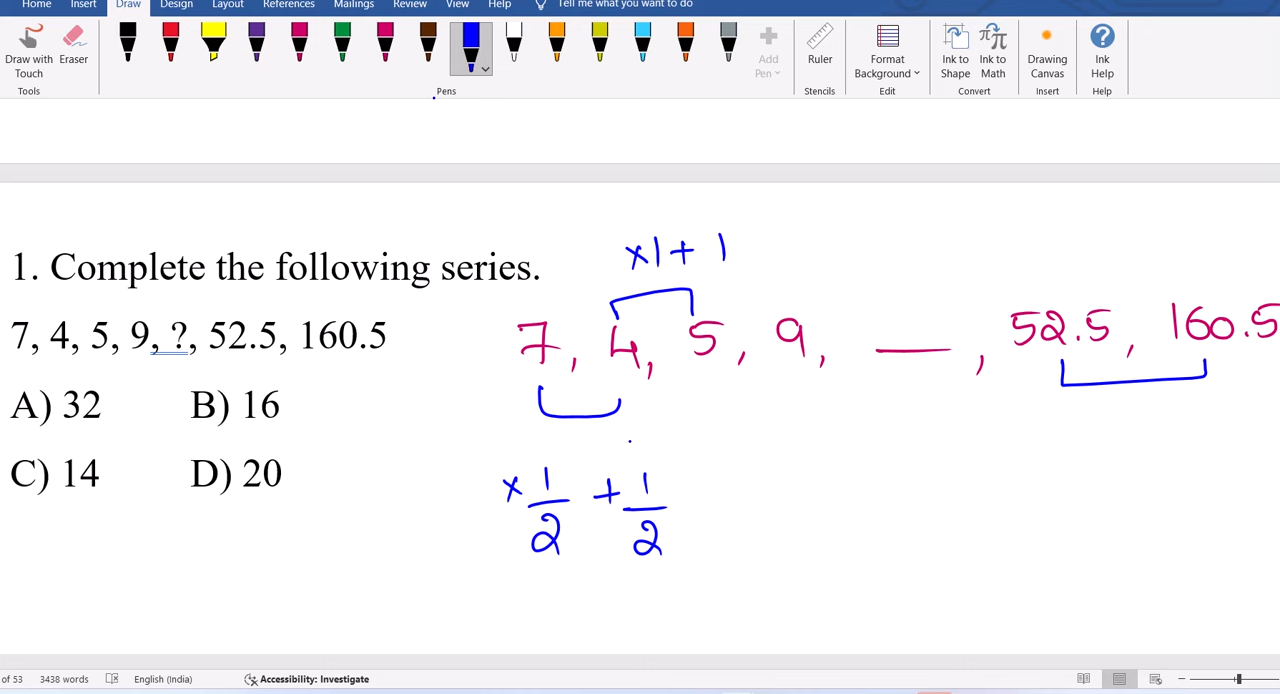 Home Insert Draw Design Layout References Mailings Review View Help Tell me what you want to do
Draw with Touch
Eraser
Add Pen
Ruler
Format Background
Ink to Shape
Ink to Math
Drawing Canvas
Ink Help
Tools Pens Stencils Edit Convert Insert Help
1. Complete the following series.
7, 4, 5, 9, ?, 52.5, 160.5
A) 32 B) 16
C) 14 D) 20
×1+1
7, 4, 5, 9, __, 52.5, 160.5
×1/2 +1/2
of 53 3438 words English (India) Accessibility: Investigate